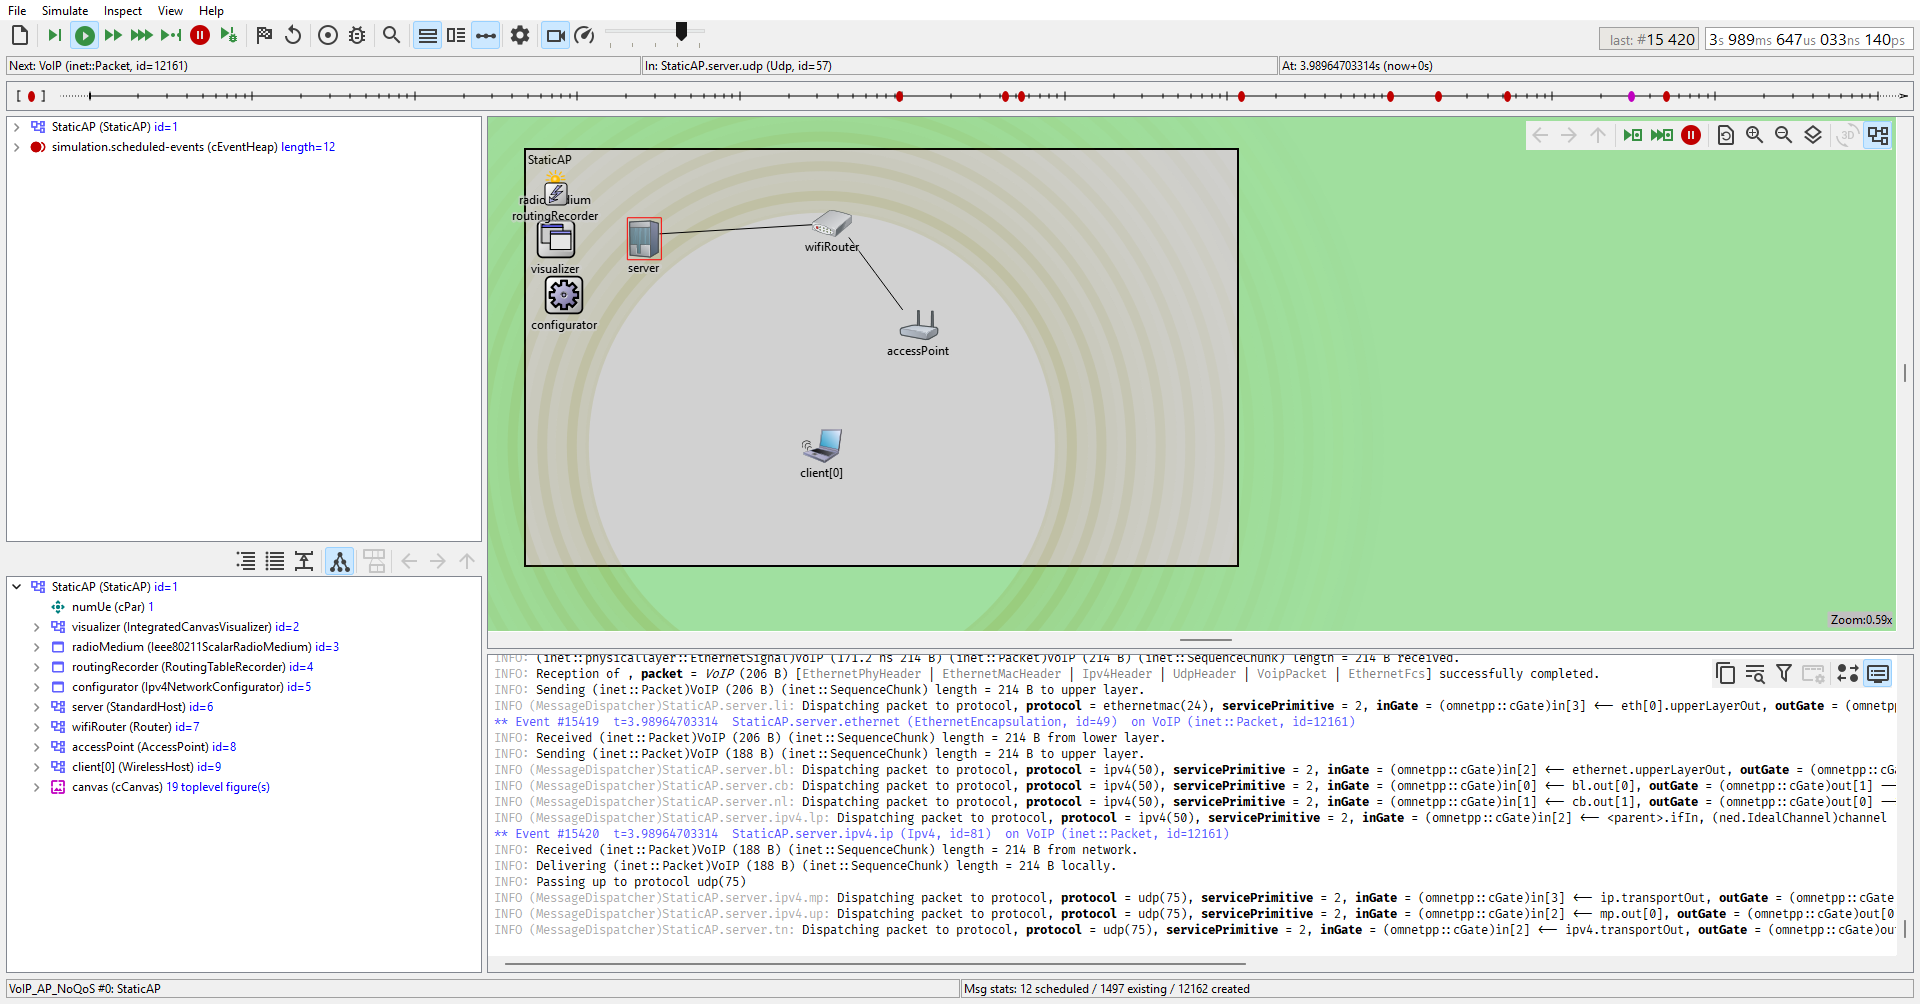 File Simulate Inspect View Help
last: #15 420 3s 989ms 647us 033ns 140ps
Next: VoIP (inet::Packet, id=12161) In: StaticAP.server.udp (Udp, id=57) At: 3.98964703314s (now+0s)
StaticAP (StaticAP) id=1
simulation.scheduled-events (cEventHeap) length=12
StaticAP (StaticAP) id=1
numUe (cPar) 1
visualizer (IntegratedCanvasVisualizer) id=2
radioMedium (Ieee80211ScalarRadioMedium) id=3
routingRecorder (RoutingTableRecorder) id=4
configurator (Ipv4NetworkConfigurator) id=5
server (StandardHost) id=6
wifiRouter (Router) id=7
accessPoint (AccessPoint) id=8
client[0] (WirelessHost) id=9
canvas (cCanvas) 19 toplevel figure(s)
3D
StaticAP
routingRecorder
visualizer
configurator
server
wifiRouter
accessPoint
client[0]
Zoom:0.59x
INFO: (inet::physicallayer::EthernetSignal)VoIP (171.2 ns 214 B) (inet::Packet)VoIP (214 B) (inet::SequenceChunk) length = 214 B received.
INFO: Reception of , packet = VoIP (206 B) [EthernetPhyHeader | EthernetMacHeader | Ipv4Header | UdpHeader | VoipPacket | EthernetFcs] successfully completed.
INFO: Sending (inet::Packet)VoIP (206 B) (inet::SequenceChunk) length = 214 B to upper layer.
INFO (MessageDispatcher)StaticAP.server.li: Dispatching packet to protocol, protocol = ethernetmac(24), servicePrimitive = 2, inGate = (omnetpp::cGate)in[3] <-- eth[0].upperLayerOut, outGate = (omnetp
** Event #15419 t=3.98964703314 StaticAP.server.ethernet (EthernetEncapsulation, id=49) on VoIP (inet::Packet, id=12161)
INFO: Received (inet::Packet)VoIP (206 B) (inet::SequenceChunk) length = 214 B from lower layer.
INFO: Sending (inet::Packet)VoIP (188 B) (inet::SequenceChunk) length = 214 B to upper layer.
INFO (MessageDispatcher)StaticAP.server.bl: Dispatching packet to protocol, protocol = ipv4(50), servicePrimitive = 2, inGate = (omnetpp::cGate)in[2] <-- ethernet.upperLayerOut, outGate = (omnetpp::cG
INFO (MessageDispatcher)StaticAP.server.cb: Dispatching packet to protocol, protocol = ipv4(50), servicePrimitive = 2, inGate = (omnetpp::cGate)in[0] <-- bl.out[0], outGate = (omnetpp::cGate)out[1] --
INFO (MessageDispatcher)StaticAP.server.nl: Dispatching packet to protocol, protocol = ipv4(50), servicePrimitive = 2, inGate = (omnetpp::cGate)in[1] <-- cb.out[1], outGate = (omnetpp::cGate)out[0] --
INFO (MessageDispatcher)StaticAP.server.ipv4.lp: Dispatching packet to protocol, protocol = ipv4(50), servicePrimitive = 2, inGate = (omnetpp::cGate)in[2] <-- <parent>.ifIn, (ned.IdealChannel)channel
** Event #15420 t=3.98964703314 StaticAP.server.ipv4.ip (Ipv4, id=81) on VoIP (inet::Packet, id=12161)
INFO: Received (inet::Packet)VoIP (188 B) (inet::SequenceChunk) length = 214 B from network.
INFO: Delivering (inet::Packet)VoIP (188 B) (inet::SequenceChunk) length = 214 B locally.
INFO: Passing up to protocol udp(75)
INFO (MessageDispatcher)StaticAP.server.ipv4.mp: Dispatching packet to protocol, protocol = udp(75), servicePrimitive = 2, inGate = (omnetpp::cGate)in[3] <-- ip.transportOut, outGate = (omnetpp::cGate
INFO (MessageDispatcher)StaticAP.server.ipv4.up: Dispatching packet to protocol, protocol = udp(75), servicePrimitive = 2, inGate = (omnetpp::cGate)in[2] <-- mp.out[0], outGate = (omnetpp::cGate)out[0
INFO (MessageDispatcher)StaticAP.server.tn: Dispatching packet to protocol, protocol = udp(75), servicePrimitive = 2, inGate = (omnetpp::cGate)in[2] <-- ipv4.transportOut, outGate = (omnetpp::cGate)ou
VoIP_AP_NoQoS #0: StaticAP Msg stats: 12 scheduled / 1497 existing / 12162 created